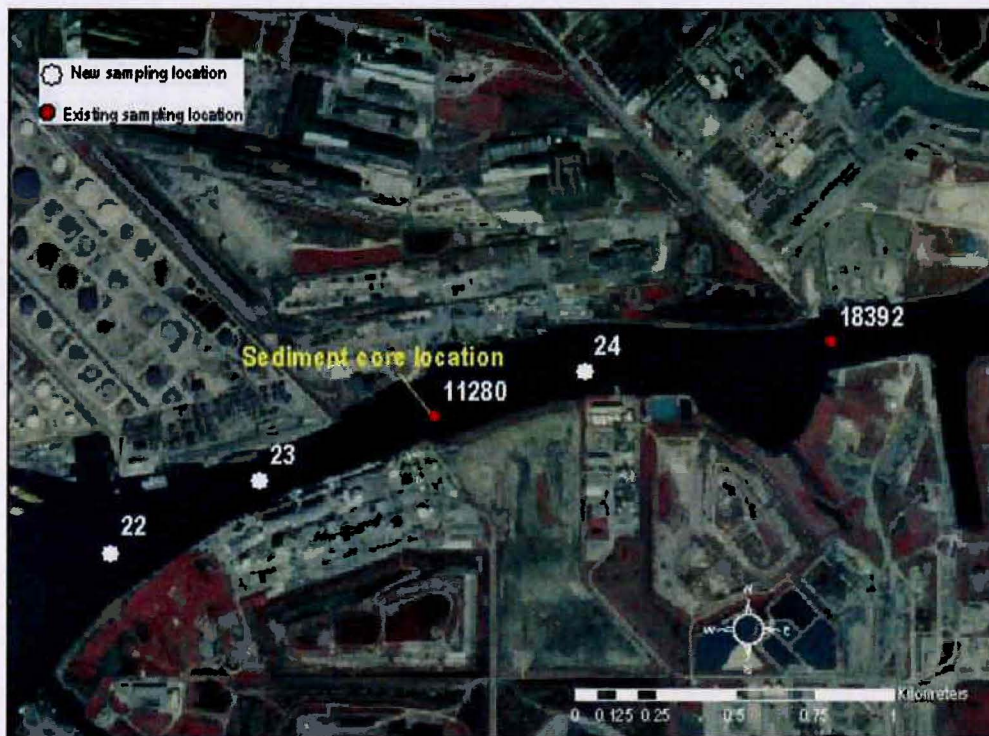 New sampling location
Existing sampling location
18392
24
Sediment core location
11280
23
22
N
W E
S
Kilometers
0 0.125 0.25 0.5 0.75 1